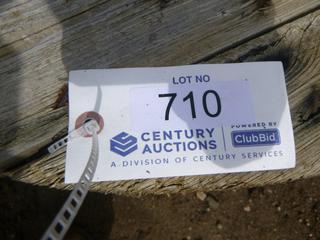 LOT NO
710
CENTURY
AUCTIONS
POWERED BY
ClubBid
A DIVISION OF CENTURY SERVICES